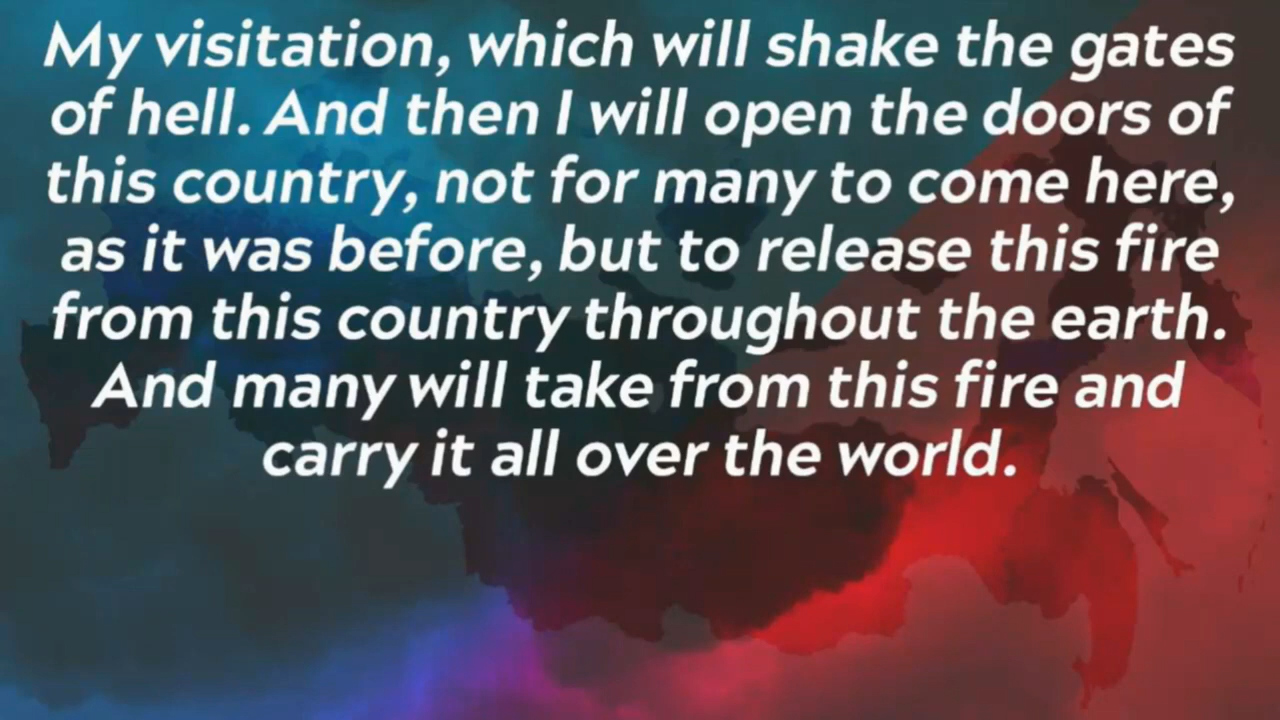 My visitation, which will shake the gates
of hell. And then I will open the doors of
this country, not for many to come here,
as it was before, but to release this fire
from this country throughout the earth.
And many will take from this fire and
carry it all over the world.